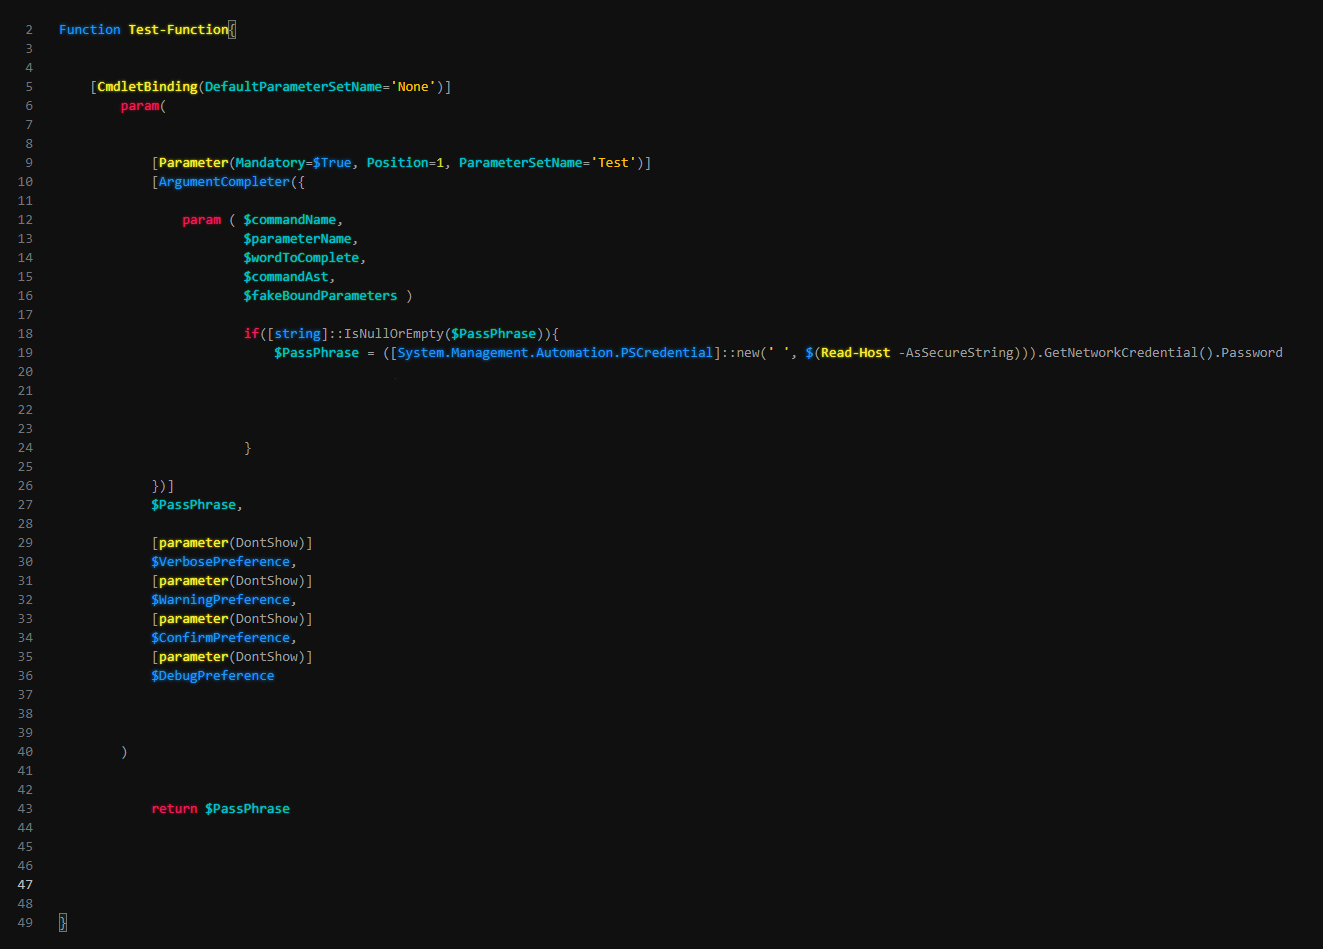 2 Function Test-Function{
3
4
5 [CmdletBinding(DefaultParameterSetName='None')]
6 param(
7
8
9 [Parameter(Mandatory=$True, Position=1, ParameterSetName='Test')]
10 [ArgumentCompleter({
11
12 param ( $commandName,
13 $parameterName,
14 $wordToComplete,
15 $commandAst,
16 $fakeBoundParameters )
17
18 if([string]::IsNullOrEmpty($PassPhrase)){
19 $PassPhrase = ([System.Management.Automation.PSCredential]::new(' ', $(Read-Host -AsSecureString))).GetNetworkCredential().Password
20
21
22
23
24 }
25
26 })]
27 $PassPhrase,
28
29 [parameter(DontShow)]
30 $VerbosePreference,
31 [parameter(DontShow)]
32 $WarningPreference,
33 [parameter(DontShow)]
34 $ConfirmPreference,
35 [parameter(DontShow)]
36 $DebugPreference
37
38
39
40 )
41
42
43 return $PassPhrase
44
45
46
47
48
49 }